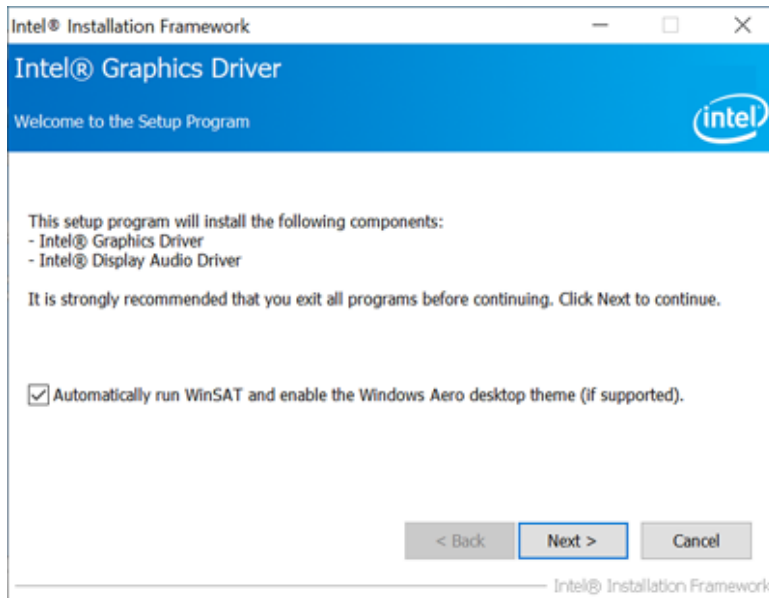 Intel® Installation Framework
Intel® Graphics Driver
Welcome to the Setup Program
intel
This setup program will install the following components:
- Intel® Graphics Driver
- Intel® Display Audio Driver
It is strongly recommended that you exit all programs before continuing. Click Next to continue.
Automatically run WinSAT and enable the Windows Aero desktop theme (if supported).
< Back Next > Cancel
Intel® Installation Framework